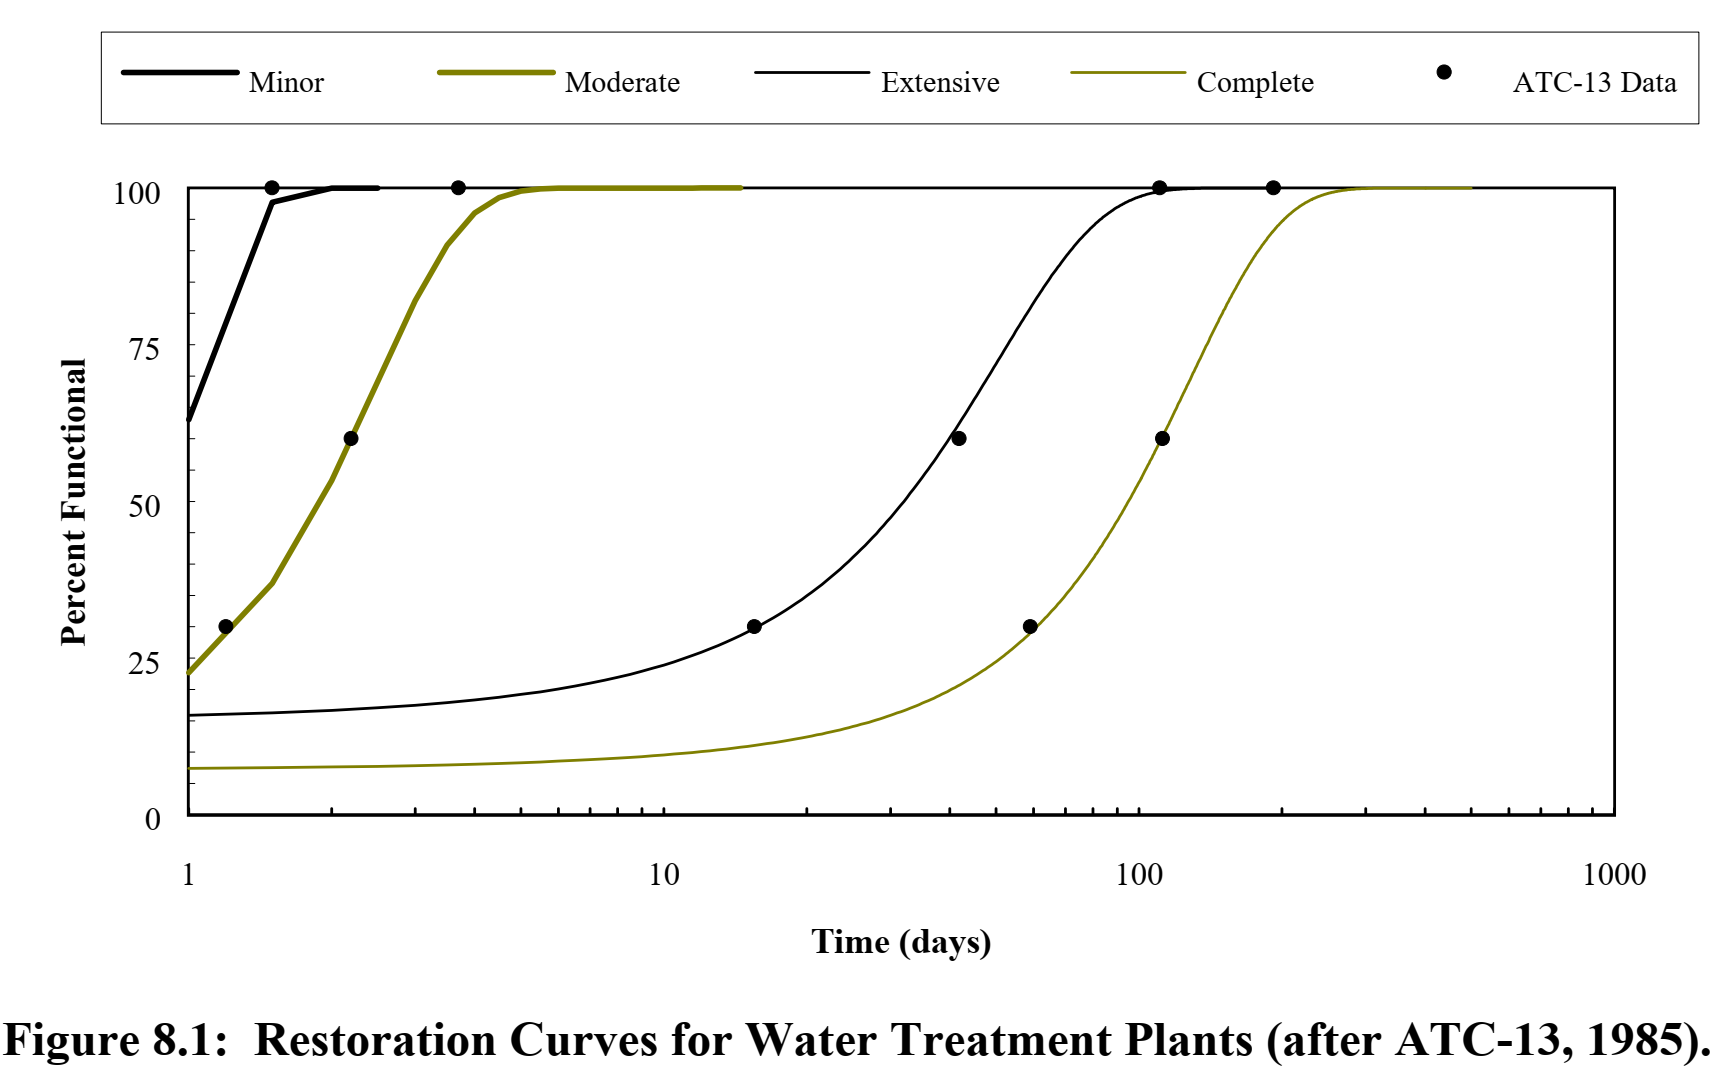 Minor Moderate Extensive Complete ATC-13 Data
100
75
50
25
0
Percent Functional
1 10 100 1000
Time (days)
Figure 8.1: Restoration Curves for Water Treatment Plants (after ATC-13, 1985).